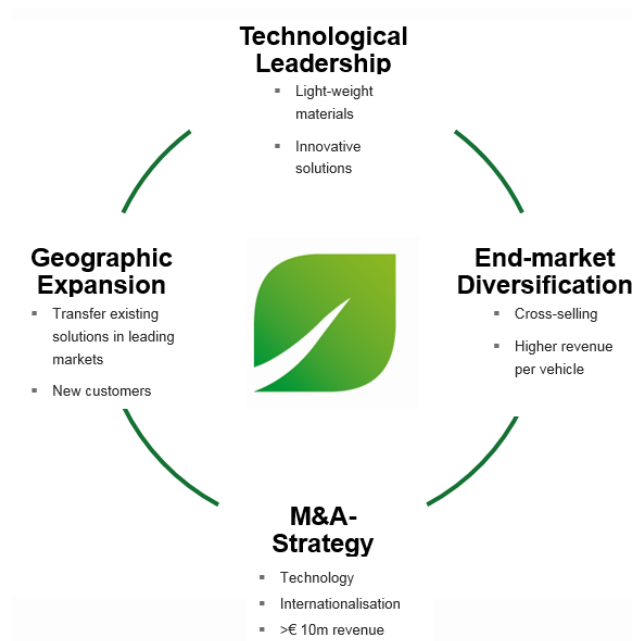 Technological
Leadership
▪ Light-weight
materials
▪ Innovative
solutions
Geographic
Expansion
▪ Transfer existing
solutions in leading
markets
▪ New customers
End-market
Diversification
▪ Cross-selling
▪ Higher revenue
per vehicle
M&A-
Strategy
▪ Technology
▪ Internationalisation
▪ >€ 10m revenue